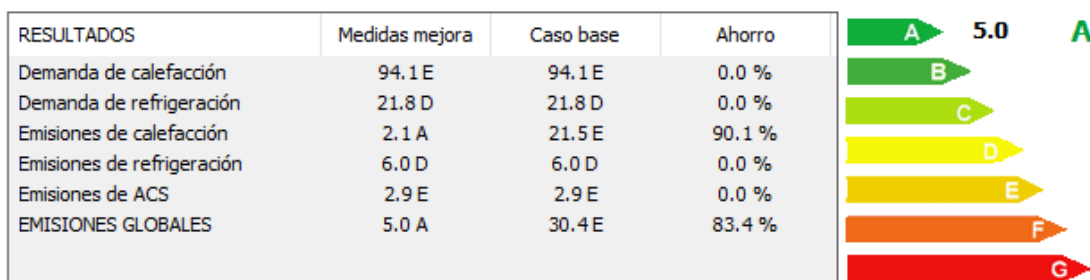 RESULTADOS Medidas mejora Caso base Ahorro
Demanda de calefacción 94.1 E 94.1 E 0.0 %
Demanda de refrigeración 21.8 D 21.8 D 0.0 %
Emisiones de calefacción 2.1 A 21.5 E 90.1 %
Emisiones de refrigeración 6.0 D 6.0 D 0.0 %
Emisiones de ACS 2.9 E 2.9 E 0.0 %
EMISIONES GLOBALES 5.0 A 30.4 E 83.4 %
A 5.0 A
B
C
D
E
F
G